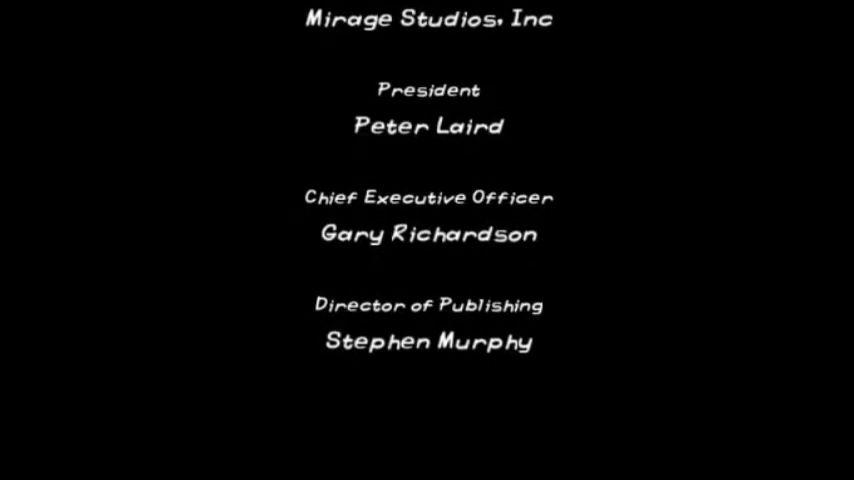 Mirage Studios, Inc
President
Peter Laird
Chief Executive Officer
Gary Richardson
Director of Publishing
Stephen Murphy